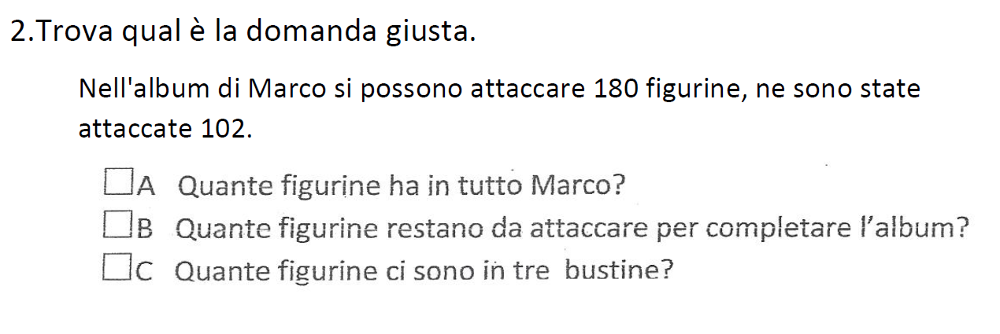 2.Trova qual è la domanda giusta.
Nell'album di Marco si possono attaccare 180 figurine, ne sono state
attaccate 102.
A Quante figurine ha in tutto Marco?
B Quante figurine restano da attaccare per completare l'album?
C Quante figurine ci sono in tre bustine?